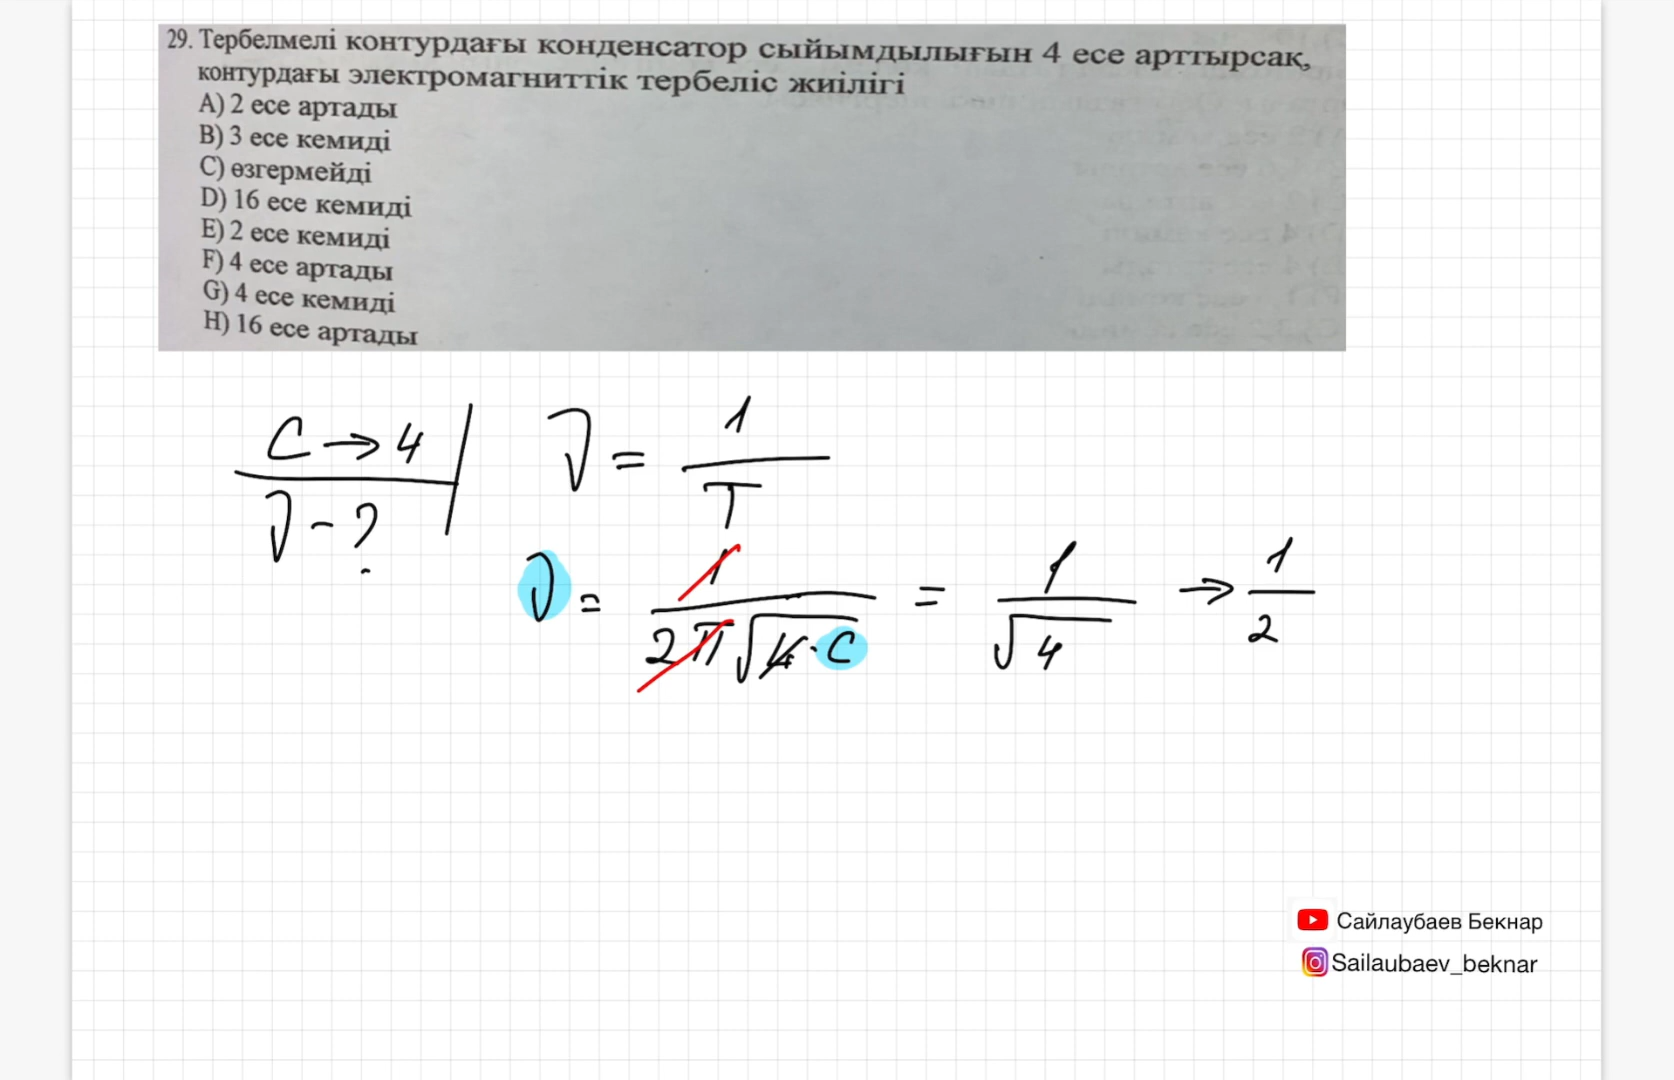 29. Тербелмелі контурдағы конденсатор сыйымдылығын 4 есе арттырсақ,
контурдағы электромагниттік тербеліс жиілігі
A) 2 есе артады
B) 3 есе кемиді
C) өзгермейді
D) 16 есе кемиді
E) 2 есе кемиді
F) 4 есе артады
G) 4 есе кемиді
H) 16 есе артады
C → 4
ν - ?
ν = 1/T
ν = 1/2π√L·C = 1/√4 → 1/2
Сайлаубаев Бекнар
Sailaubaev_beknar